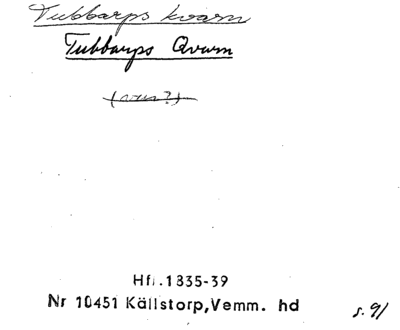 Tubbarps kvarn
Tubbarps Qvarn
Hfl.1835-39
Nr 10451 Källstorp,Vemm. hd
s. 91